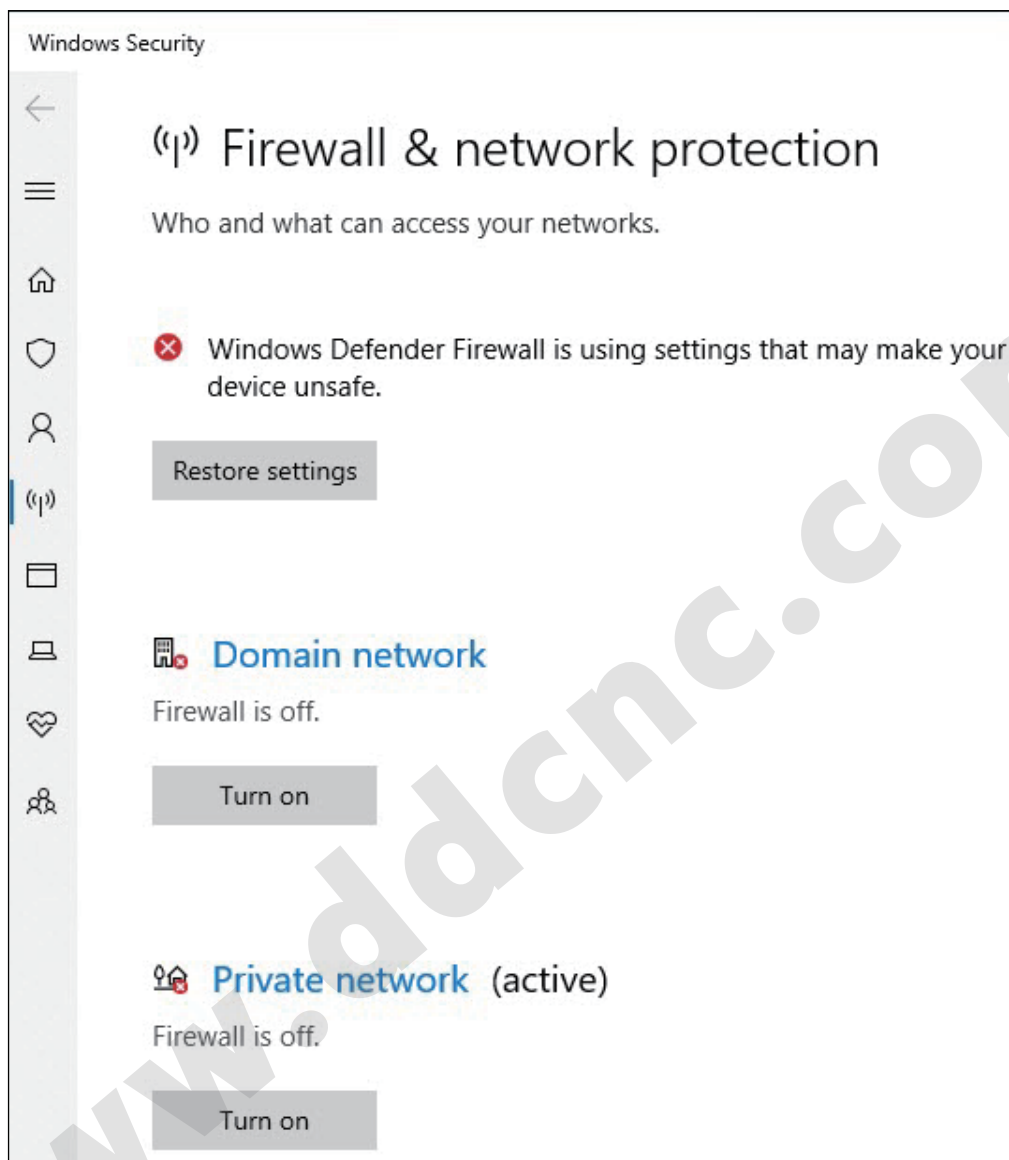 Windows Security
Firewall & network protection
Who and what can access your networks.
Windows Defender Firewall is using settings that may make your
device unsafe.
Restore settings
Domain network
Firewall is off.
Turn on
Private network (active)
Firewall is off.
Turn on
www.ddcnc.com